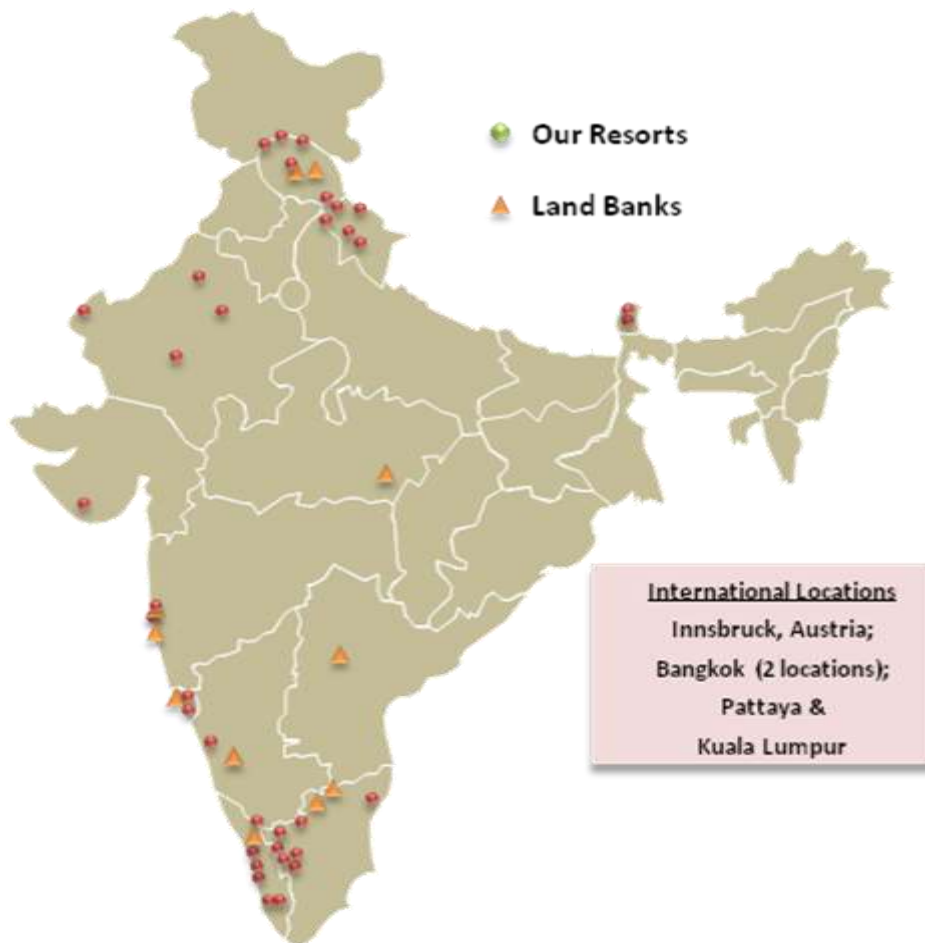 Our Resorts
Land Banks
International Locations
Innsbruck, Austria;
Bangkok (2 locations);
Pattaya &
Kuala Lumpur